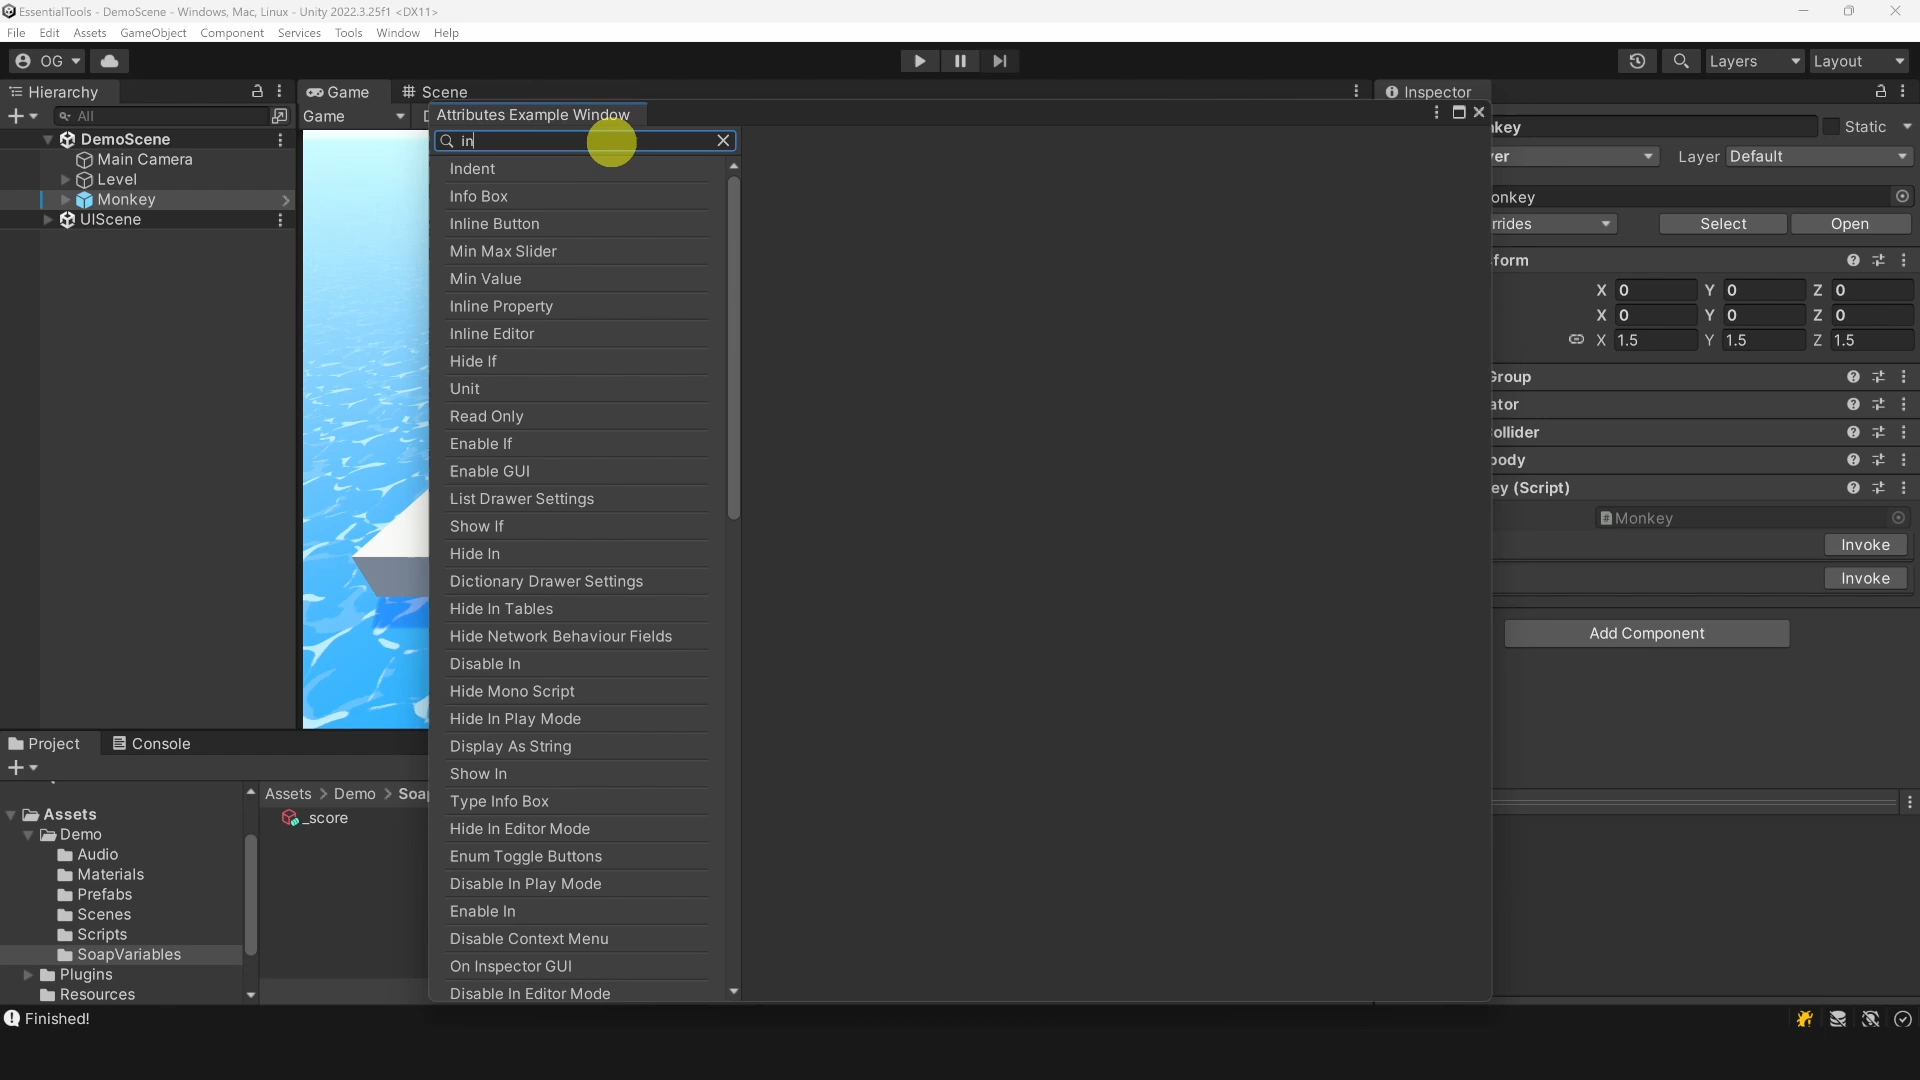 EssentialTools - DemoScene - Windows, Mac, Linux - Unity 2022.3.25f1 <DX11>
File Edit Assets GameObject Component Services Tools Window Help
OG
Layers Layout
Hierarchy Game Scene Inspector
All
Game
Attributes Example Window
in
DemoScene
Main Camera
Level
Monkey
UIScene
Indent
Info Box
Inline Button
Min Max Slider
Min Value
Inline Property
Inline Editor
Hide If
Unit
Read Only
Enable If
Enable GUI
List Drawer Settings
Show If
Hide In
Dictionary Drawer Settings
Hide In Tables
Hide Network Behaviour Fields
Disable In
Hide Mono Script
Hide In Play Mode
Display As String
Show In
Type Info Box
Hide In Editor Mode
Enum Toggle Buttons
Disable In Play Mode
Enable In
Disable Context Menu
On Inspector GUI
Disable In Editor Mode
key Static
er Layer Default
onkey
rrides Select Open
form
X 0 Y 0 Z 0
X 0 Y 0 Z 0
X 1.5 Y 1.5 Z 1.5
Group
ator
ollider
body
ey (Script)
Monkey
Invoke
Invoke
Add Component
Project Console
Assets
Demo
Audio
Materials
Prefabs
Scenes
Scripts
SoapVariables
Plugins
Resources
Assets > Demo > Soa
_score
Finished!